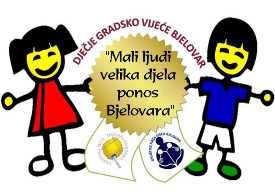 DJEČJE GRADSKO VIJEĆE BJELOVAR
"Mali ljudi
velika djela
ponos
Bjelovara"